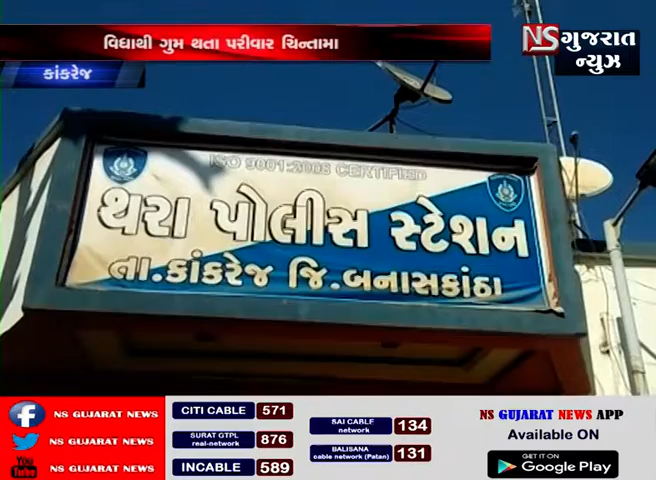 વિદ્યાથી ગુમ થતા પરીવાર ચિન્તામા
કાંકરેજ
NS ગુજરાત
ન્યુઝ
ISO 9001:2008 CERTIFIED
થરા પોલીસ સ્ટેશન
તા.કાંકરેજ જિ.બનાસકાંઠા
NS GUJARAT NEWS
NS GUJARAT NEWS
You Tube NS GUJARAT NEWS
CITI CABLE 571
SURAT GTPL
real-network 876
INCABLE 589
SAI CABLE
network 134
BALISANA
cable network (Patan) 131
NS GUJARAT NEWS APP
Available ON
GET IT ON
Google Play